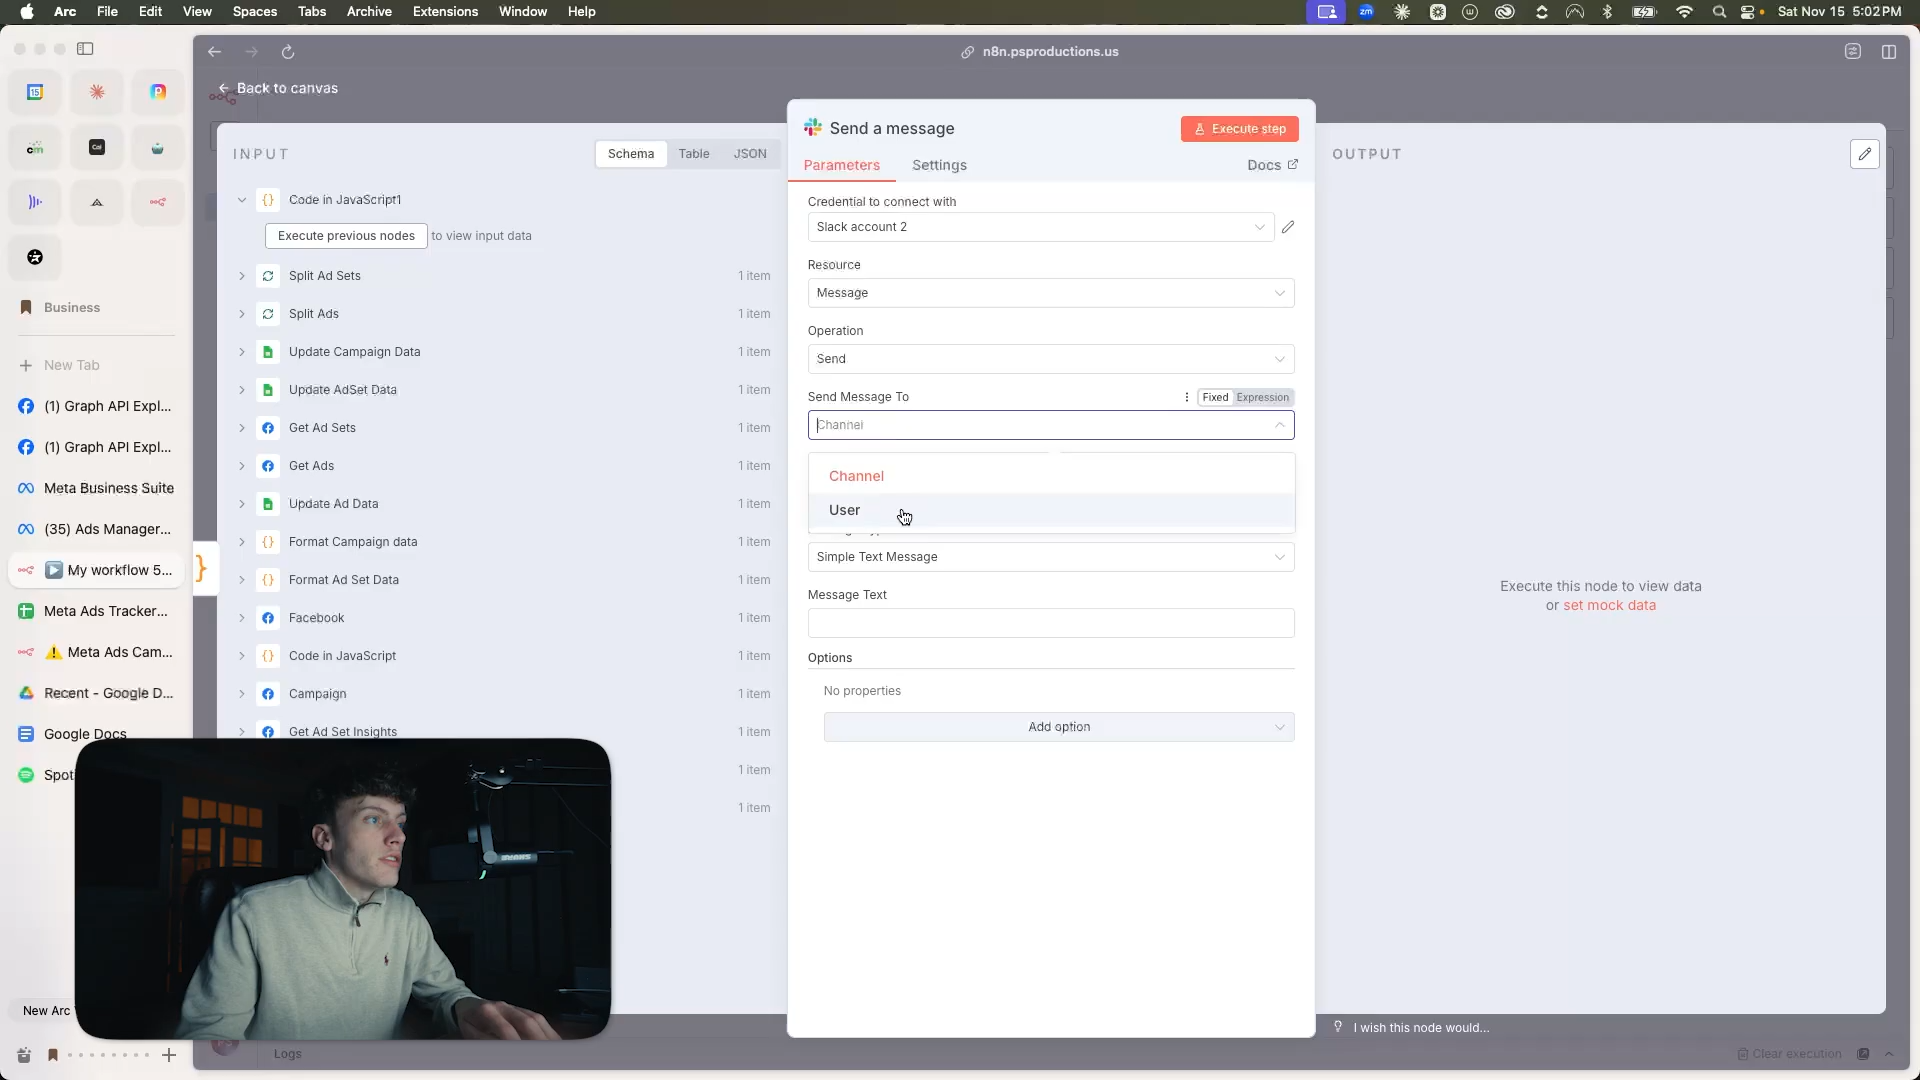 Arc File Edit View Spaces Tabs Archive Extensions Window Help
Sat Nov 15 5:02 PM
n8n.psproductions.us
Back to canvas
INPUT
Schema Table JSON
Code in JavaScript1
Execute previous nodes to view input data
Split Ad Sets 1 item
Split Ads 1 item
Update Campaign Data 1 item
Update AdSet Data 1 item
Get Ad Sets 1 item
Get Ads 1 item
Update Ad Data 1 item
Format Campaign data 1 item
Format Ad Set Data 1 item
Facebook 1 item
Code in JavaScript 1 item
Campaign 1 item
Get Ad Set Insights 1 item
1 item
1 item
Business
New Tab
(1) Graph API Expl...
(1) Graph API Expl...
Meta Business Suite
(35) Ads Manager...
My workflow 5...
Meta Ads Tracker...
Meta Ads Cam...
Recent - Google D...
Google Docs
Spot
New Arc
Send a message
Execute step
Parameters Settings Docs
Credential to connect with
Slack account 2
Resource
Message
Operation
Send
Send Message To
Fixed Expression
Channel
Channel
User
Simple Text Message
Message Text
Options
No properties
Add option
OUTPUT
Execute this node to view data
or set mock data
I wish this node would...
Logs
Clear execution